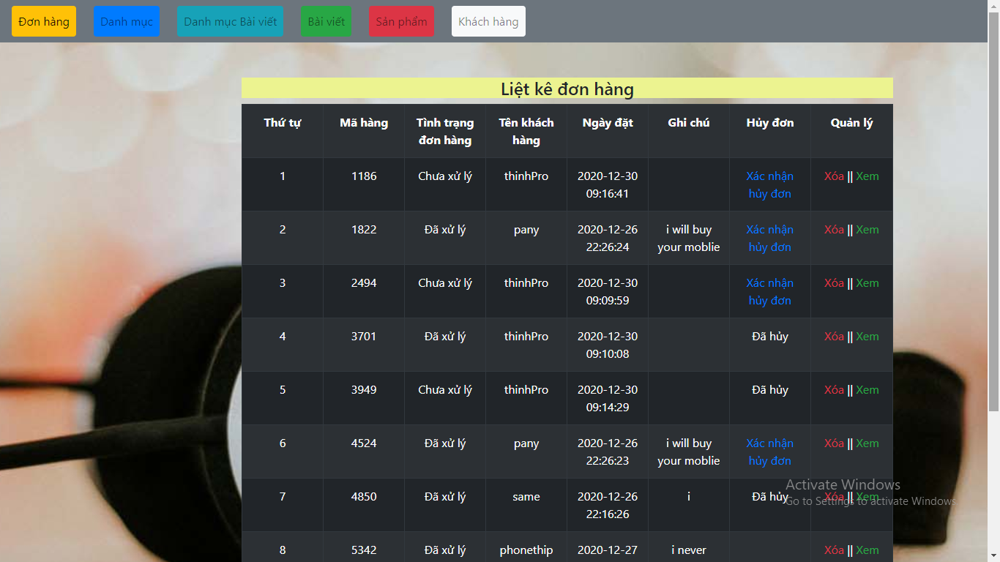 Đơn hàng Danh mục Danh mục Bài viết Bài viết Sản phẩm Khách hàng
Liệt kê đơn hàng
Thứ tự Mã hàng Tình trạng đơn hàng Tên khách hàng Ngày đặt Ghi chú Hủy đơn Quản lý
1 1186 Chưa xử lý thinhPro 2020-12-30 09:16:41 Xác nhận hủy đơn Xóa || Xem
2 1822 Đã xử lý pany 2020-12-26 22:26:24 i will buy your moblie Xác nhận hủy đơn Xóa || Xem
3 2494 Chưa xử lý thinhPro 2020-12-30 09:09:59 Xác nhận hủy đơn Xóa || Xem
4 3701 Đã xử lý thinhPro 2020-12-30 09:10:08 Đã hủy Xóa || Xem
5 3949 Chưa xử lý thinhPro 2020-12-30 09:14:29 Đã hủy Xóa || Xem
6 4524 Đã xử lý pany 2020-12-26 22:26:23 i will buy your moblie Xác nhận hủy đơn Xóa || Xem
7 4850 Đã xử lý same 2020-12-26 22:16:26 i Đã hủy Xóa || Xem
8 5342 Đã xử lý phonethip 2020-12-27 i never Xóa || Xem
Activate Windows
Go to Settings to activate Windows.